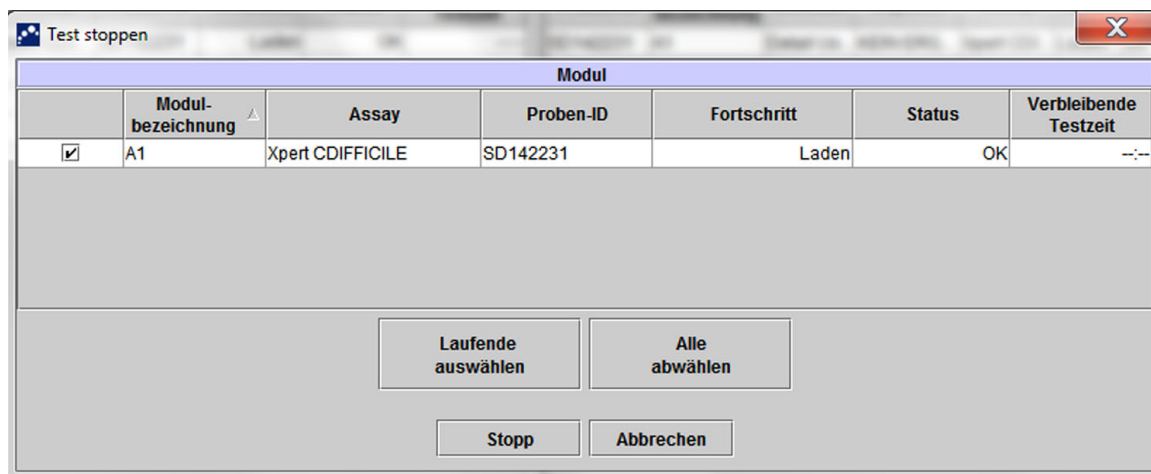 Test stoppen
Modul
Modul-
bezeichnung
Assay
Proben-ID
Fortschritt
Status
Verbleibende
Testzeit
A1 Xpert CDIFFICILE SD142231 Laden OK --:--
Laufende
auswählen
Alle
abwählen
Stopp
Abbrechen